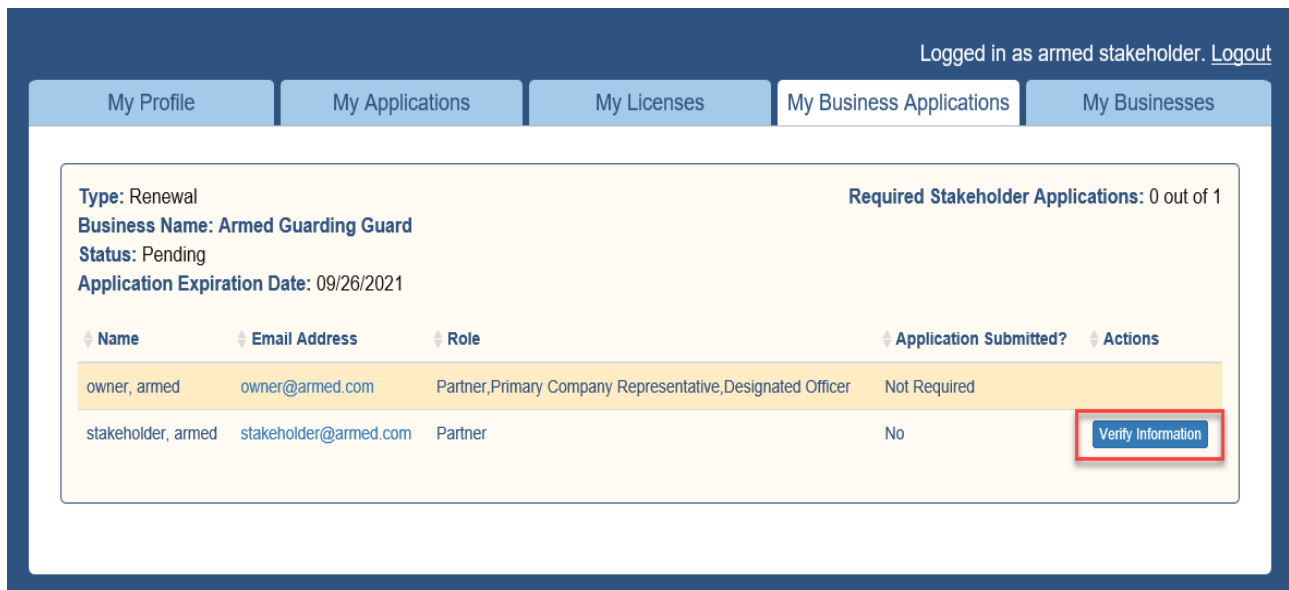 Logged in as armed stakeholder. Logout
My Profile My Applications My Licenses My Business Applications My Businesses
Type: Renewal Required Stakeholder Applications: 0 out of 1
Business Name: Armed Guarding Guard
Status: Pending
Application Expiration Date: 09/26/2021
Name Email Address Role Application Submitted? Actions
owner, armed owner@armed.com Partner,Primary Company Representative,Designated Officer Not Required
stakeholder, armed stakeholder@armed.com Partner No Verify Information